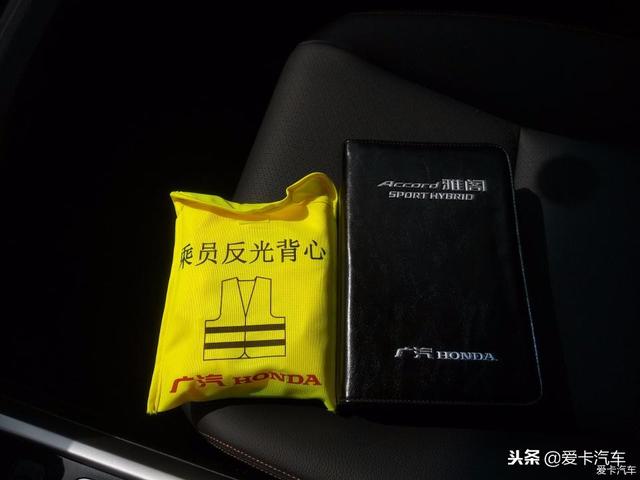 乘员反光背心
广汽 HONDA
Accord 雅阁
SPORT HYBRID
广汽 HONDA
头条 @爱卡汽车
爱卡汽车